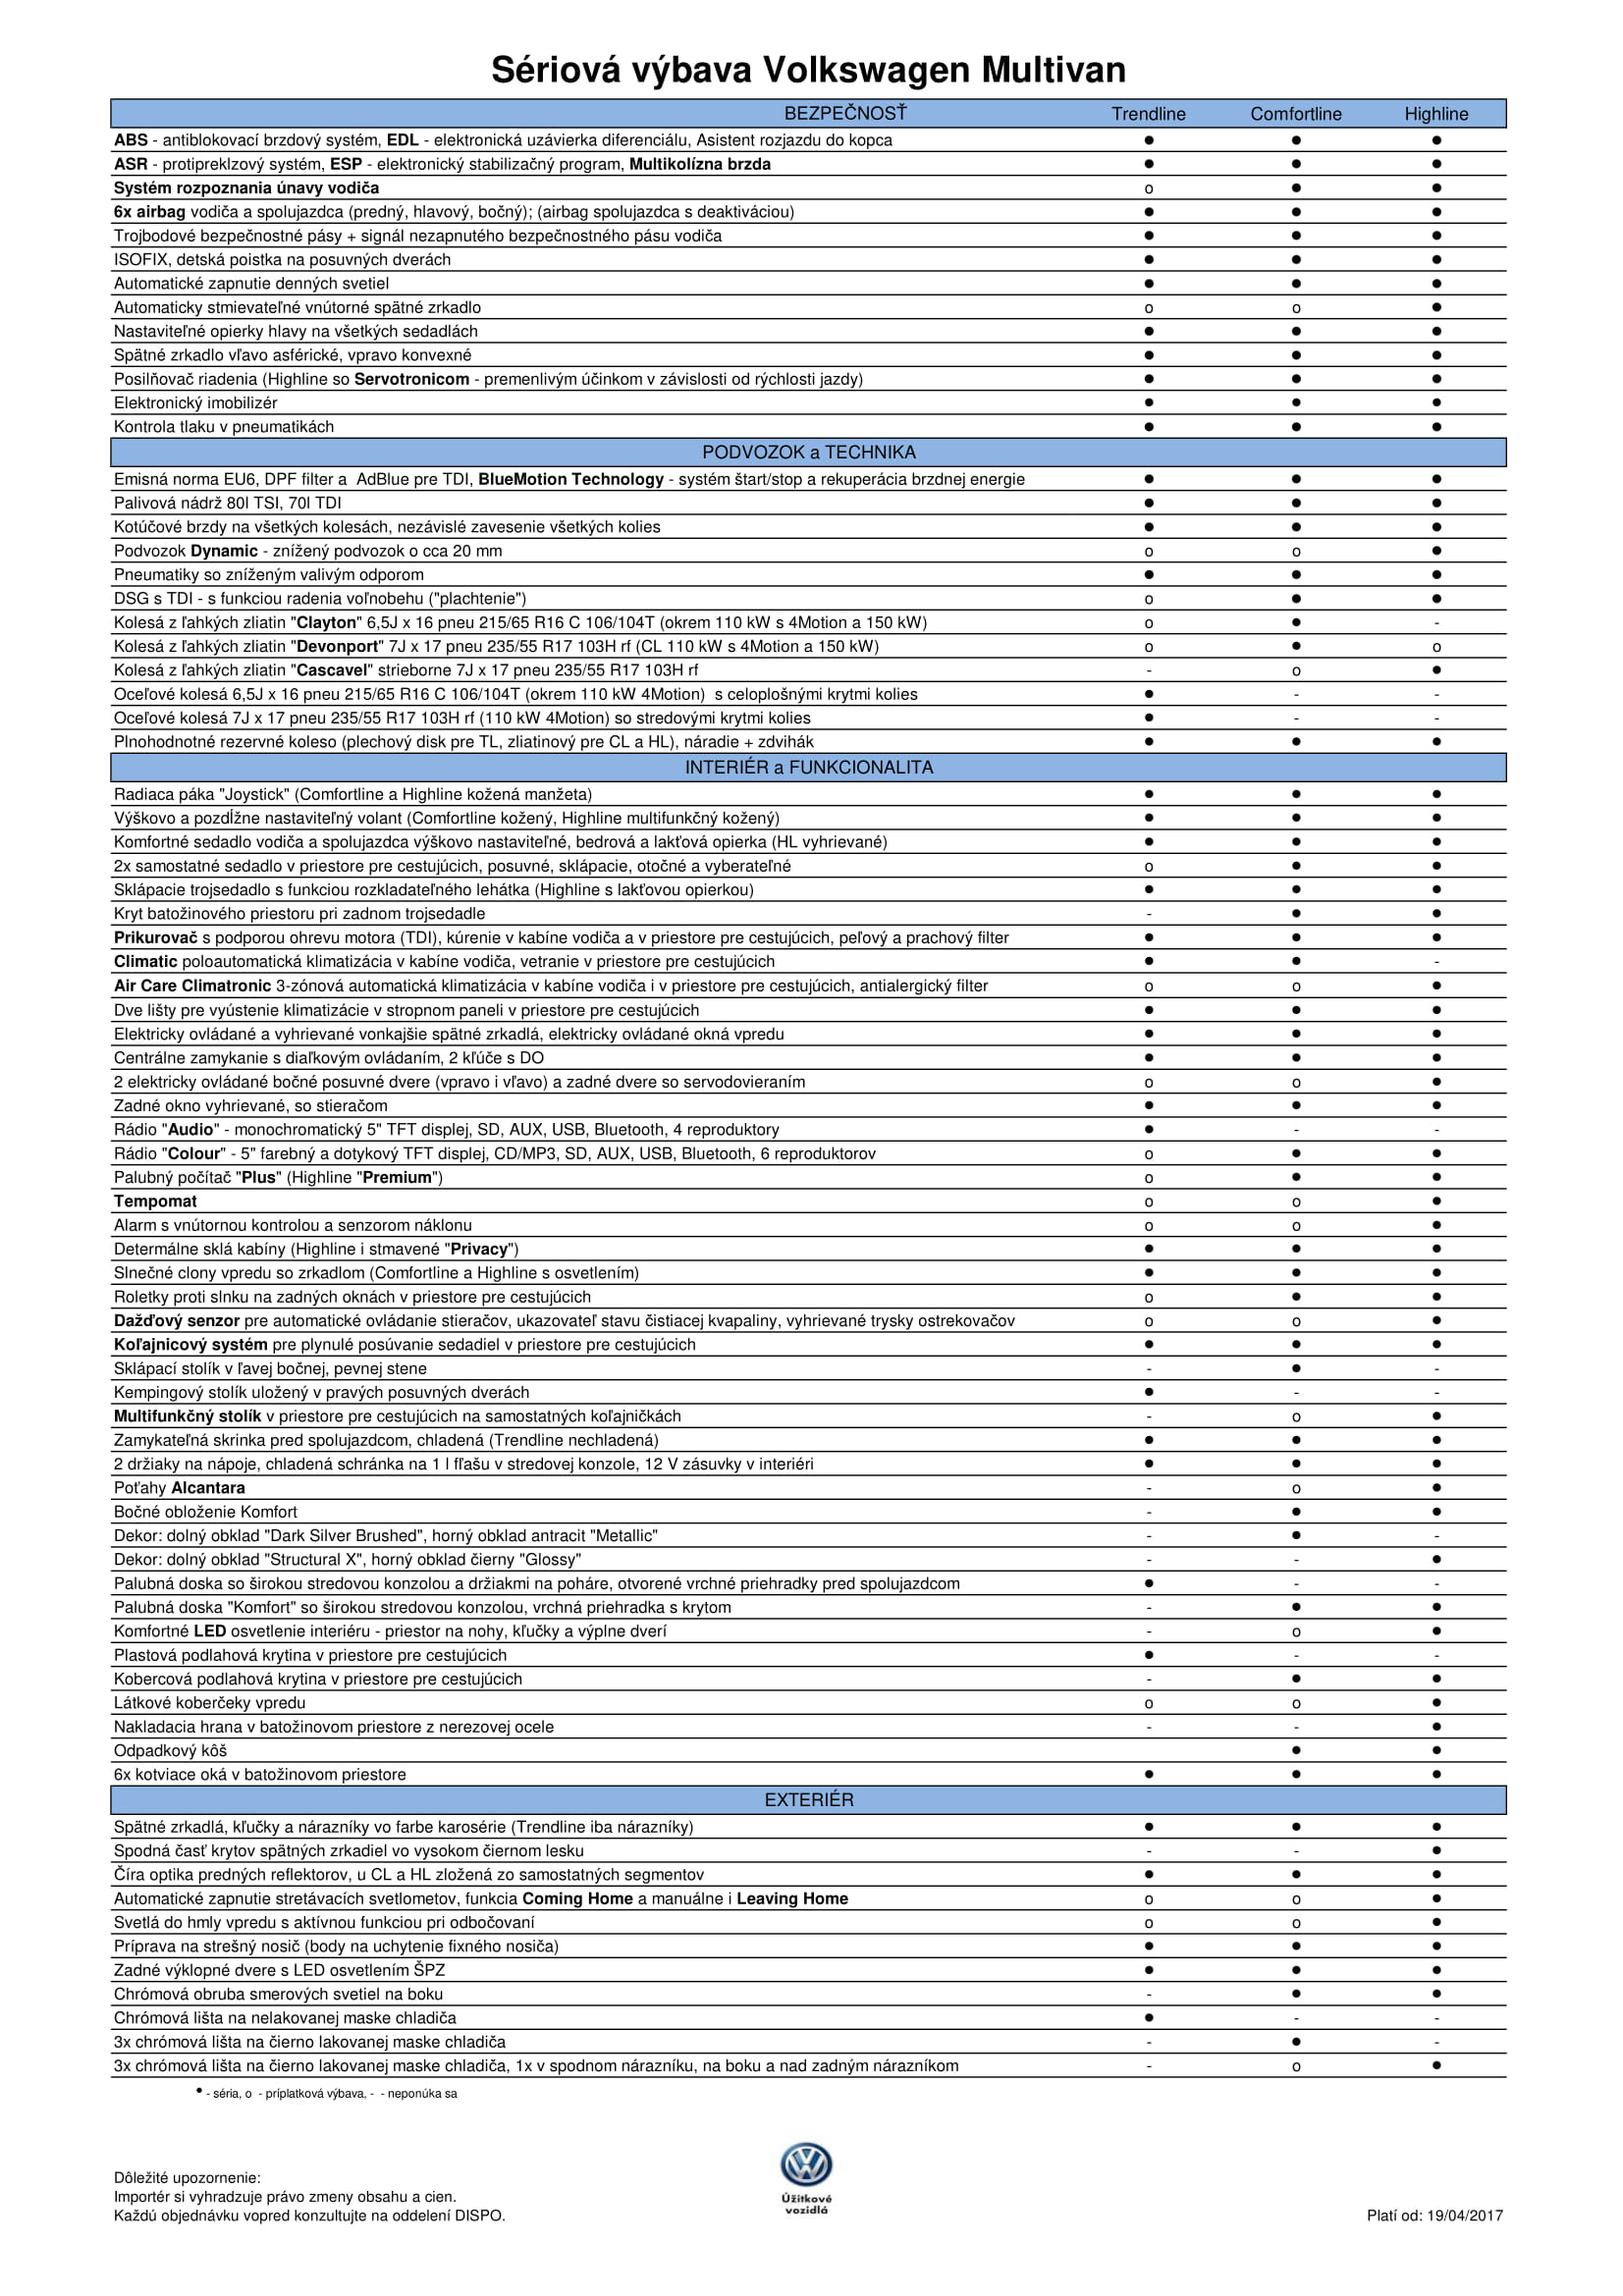 Sériová výbava Volkswagen Multivan
BEZPEČNOSŤ Trendline Comfortline Highline
ABS - antiblokovací brzdový systém, EDL - elektronická uzávierka diferenciálu, Asistent rozjazdu do kopca ● ● ●
ASR - protipreklzový systém, ESP - elektronický stabilizačný program, Multikolízna brzda ● ● ●
Systém rozpoznania únavy vodiča o ● ●
6x airbag vodiča a spolujazdca (predný, hlavový, bočný); (airbag spolujazdca s deaktiváciou) ● ● ●
Trojbodové bezpečnostné pásy + signál nezapnutého bezpečnostného pásu vodiča ● ● ●
ISOFIX, detská poistka na posuvných dverách ● ● ●
Automatické zapnutie denných svetiel ● ● ●
Automaticky stmievateľné vnútorné spätné zrkadlo o o ●
Nastaviteľné opierky hlavy na všetkých sedadlách ● ● ●
Spätné zrkadlo vľavo asférické, vpravo konvexné ● ● ●
Posilňovač riadenia (Highline so Servotronicom - premenlivým účinkom v závislosti od rýchlosti jazdy) ● ● ●
Elektronický imobilizér ● ● ●
Kontrola tlaku v pneumatikách ● ● ●
PODVOZOK a TECHNIKA
Emisná norma EU6, DPF filter a AdBlue pre TDI, BlueMotion Technology - systém štart/stop a rekuperácia brzdnej energie ● ● ●
Palivová nádrž 80l TSI, 70l TDI ● ● ●
Kotúčové brzdy na všetkých kolesách, nezávislé zavesenie všetkých kolies ● ● ●
Podvozok Dynamic - znížený podvozok o cca 20 mm o o ●
Pneumatiky so zníženým valivým odporom ● ● ●
DSG s TDI - s funkciou radenia voľnobehu ("plachtenie") o ● ●
Kolesá z ľahkých zliatin "Clayton" 6,5J x 16 pneu 215/65 R16 C 106/104T (okrem 110 kW s 4Motion a 150 kW) o ● -
Kolesá z ľahkých zliatin "Devonport" 7J x 17 pneu 235/55 R17 103H rf (CL 110 kW s 4Motion a 150 kW) o ● o
Kolesá z ľahkých zliatin "Cascavel" strieborne 7J x 17 pneu 235/55 R17 103H rf - o ●
Oceľové kolesá 6,5J x 16 pneu 215/65 R16 C 106/104T (okrem 110 kW 4Motion) s celoplošnými krytmi kolies ● - -
Oceľové kolesá 7J x 17 pneu 235/55 R17 103H rf (110 kW 4Motion) so stredovými krytmi kolies ● - -
Plnohodnotné rezervné koleso (plechový disk pre TL, zliatinový pre CL a HL), náradie + zdvihák ● ● ●
INTERIÉR a FUNKCIONALITA
Radiaca páka "Joystick" (Comfortline a Highline kožená manžeta) ● ● ●
Výškovo a pozdĺžne nastaviteľný volant (Comfortline kožený, Highline multifunkčný kožený) ● ● ●
Komfortné sedadlo vodiča a spolujazdca výškovo nastaviteľné, bedrová a lakťová opierka (HL vyhrievané) ● ● ●
2x samostatné sedadlo v priestore pre cestujúcich, posuvné, sklápacie, otočné a vyberateľné o ● ●
Sklápacie trojsedadlo s funkciou rozkladateľného lehátka (Highline s lakťovou opierkou) ● ● ●
Kryt batožinového priestoru pri zadnom trojsedadle - ● ●
Prikurovač s podporou ohrevu motora (TDI), kúrenie v kabíne vodiča a v priestore pre cestujúcich, peľový a prachový filter ● ● ●
Climatic poloautomatická klimatizácia v kabíne vodiča, vetranie v priestore pre cestujúcich ● ● -
Air Care Climatronic 3-zónová automatická klimatizácia v kabíne vodiča i v priestore pre cestujúcich, antialergický filter o o ●
Dve lišty pre vyústenie klimatizácie v stropnom paneli v priestore pre cestujúcich ● ● ●
Elektricky ovládané a vyhrievané vonkajšie spätné zrkadlá, elektricky ovládané okná vpredu ● ● ●
Centrálne zamykanie s diaľkovým ovládaním, 2 kľúče s DO ● ● ●
2 elektricky ovládané bočné posuvné dvere (vpravo i vľavo) a zadné dvere so servodovieraním o o ●
Zadné okno vyhrievané, so stieračom ● ● ●
Rádio "Audio" - monochromatický 5" TFT displej, SD, AUX, USB, Bluetooth, 4 reproduktory ● - -
Rádio "Colour" - 5" farebný a dotykový TFT displej, CD/MP3, SD, AUX, USB, Bluetooth, 6 reproduktorov o ● ●
Palubný počítač "Plus" (Highline "Premium") o ● ●
Tempomat o o ●
Alarm s vnútornou kontrolou a senzorom náklonu o o ●
Determálne sklá kabíny (Highline i stmavené "Privacy") ● ● ●
Slnečné clony vpredu so zrkadlom (Comfortline a Highline s osvetlením) ● ● ●
Roletky proti slnku na zadných oknách v priestore pre cestujúcich o ● ●
Dažďový senzor pre automatické ovládanie stieračov, ukazovateľ stavu čistiacej kvapaliny, vyhrievané trysky ostrekovačov o o ●
Koľajnicový systém pre plynulé posúvanie sedadiel v priestore pre cestujúcich ● ● ●
Sklápací stolík v ľavej bočnej, pevnej stene - ● -
Kempingový stolík uložený v pravých posuvných dverách ● - -
Multifunkčný stolík v priestore pre cestujúcich na samostatných koľajničkách - o ●
Zamykateľná skrinka pred spolujazdcom, chladená (Trendline nechladená) ● ● ●
2 držiaky na nápoje, chladená schránka na 1 l fľašu v stredovej konzole, 12 V zásuvky v interiéri ● ● ●
Poťahy Alcantara - o ●
Bočné obloženie Komfort - ● ●
Dekor: dolný obklad "Dark Silver Brushed", horný obklad antracit "Metallic" - ● -
Dekor: dolný obklad "Structural X", horný obklad čierny "Glossy" - - ●
Palubná doska so širokou stredovou konzolou a držiakmi na poháre, otvorené vrchné priehradky pred spolujazdcom ● - -
Palubná doska "Komfort" so širokou stredovou konzolou, vrchná priehradka s krytom - ● ●
Komfortné LED osvetlenie interiéru - priestor na nohy, kľučky a výplne dverí - o ●
Plastová podlahová krytina v priestore pre cestujúcich ● - -
Kobercová podlahová krytina v priestore pre cestujúcich - ● ●
Látkové koberčeky vpredu o o ●
Nakladacia hrana v batožinovom priestore z nerezovej ocele - - ●
Odpadkový kôš ● ●
6x kotviace oká v batožinovom priestore ● ● ●
EXTERIÉR
Spätné zrkadlá, kľučky a nárazníky vo farbe karosérie (Trendline iba nárazníky) ● ● ●
Spodná časť krytov spätných zrkadiel vo vysokom čiernom lesku - - ●
Číra optika predných reflektorov, u CL a HL zložená zo samostatných segmentov ● ● ●
Automatické zapnutie stretávacích svetlometov, funkcia Coming Home a manuálne i Leaving Home o o ●
Svetlá do hmly vpredu s aktívnou funkciou pri odbočovaní o o ●
Príprava na strešný nosič (body na uchytenie fixného nosiča) ● ● ●
Zadné výklopné dvere s LED osvetlením ŠPZ ● ● ●
Chrómová obruba smerových svetiel na boku - ● ●
Chrómová lišta na nelakovanej maske chladiča ● - -
3x chrómová lišta na čierno lakovanej maske chladiča - ● -
3x chrómová lišta na čierno lakovanej maske chladiča, 1x v spodnom nárazníku, na boku a nad zadným nárazníkom - o ●
● - séria, o - príplatková výbava, - - neponúka sa
Úžitkové
vozidlá
Dôležité upozornenie:
Importér si vyhradzuje právo zmeny obsahu a cien.
Každú objednávku vopred konzultujte na oddelení DISPO. Platí od: 19/04/2017